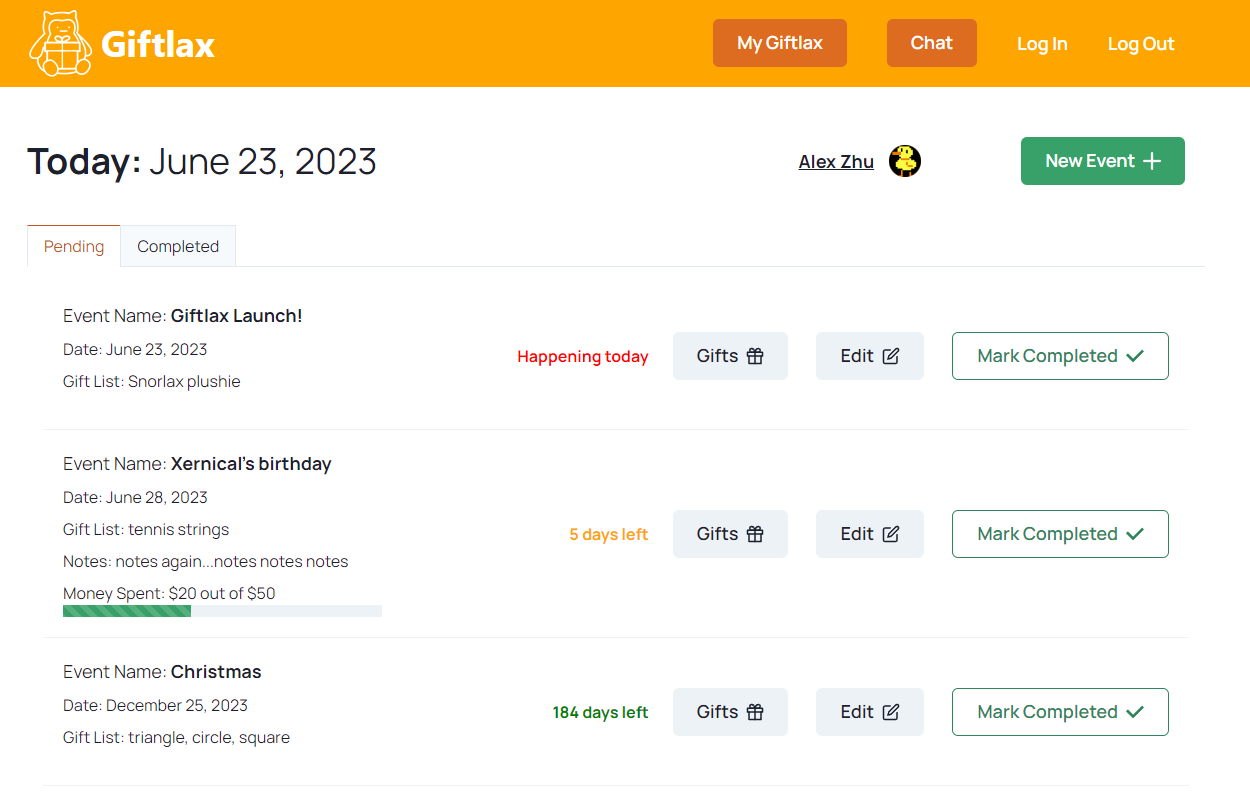 Giftlax
My Giftlax
Chat
Log In
Log Out
Today: June 23, 2023
Alex Zhu
New Event
Pending
Completed
Event Name: Giftlax Launch!
Date: June 23, 2023
Gift List: Snorlax plushie
Happening today
Gifts
Edit
Mark Completed
Event Name: Xernical's birthday
Date: June 28, 2023
Gift List: tennis strings
Notes: notes again...notes notes notes
Money Spent: $20 out of $50
5 days left
Gifts
Edit
Mark Completed
Event Name: Christmas
Date: December 25, 2023
Gift List: triangle, circle, square
184 days left
Gifts
Edit
Mark Completed